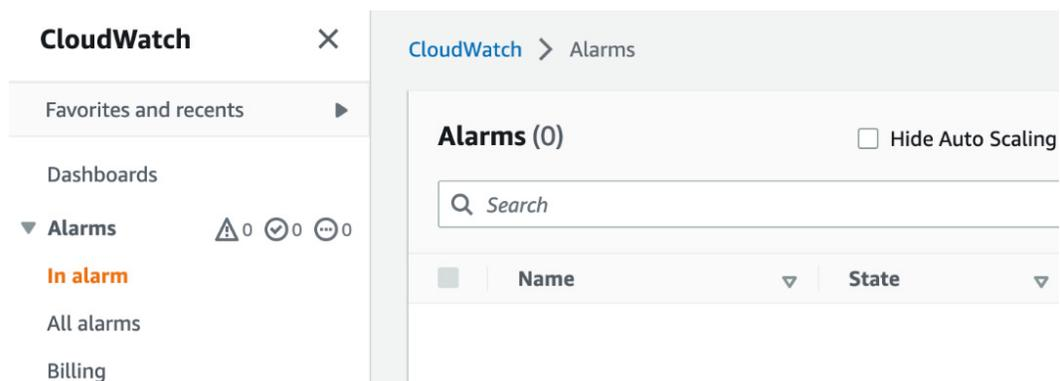 CloudWatch
Favorites and recents
Dashboards
Alarms 0 0 0
In alarm
All alarms
Billing
CloudWatch > Alarms
Alarms (0)
Hide Auto Scaling
Search
Name State